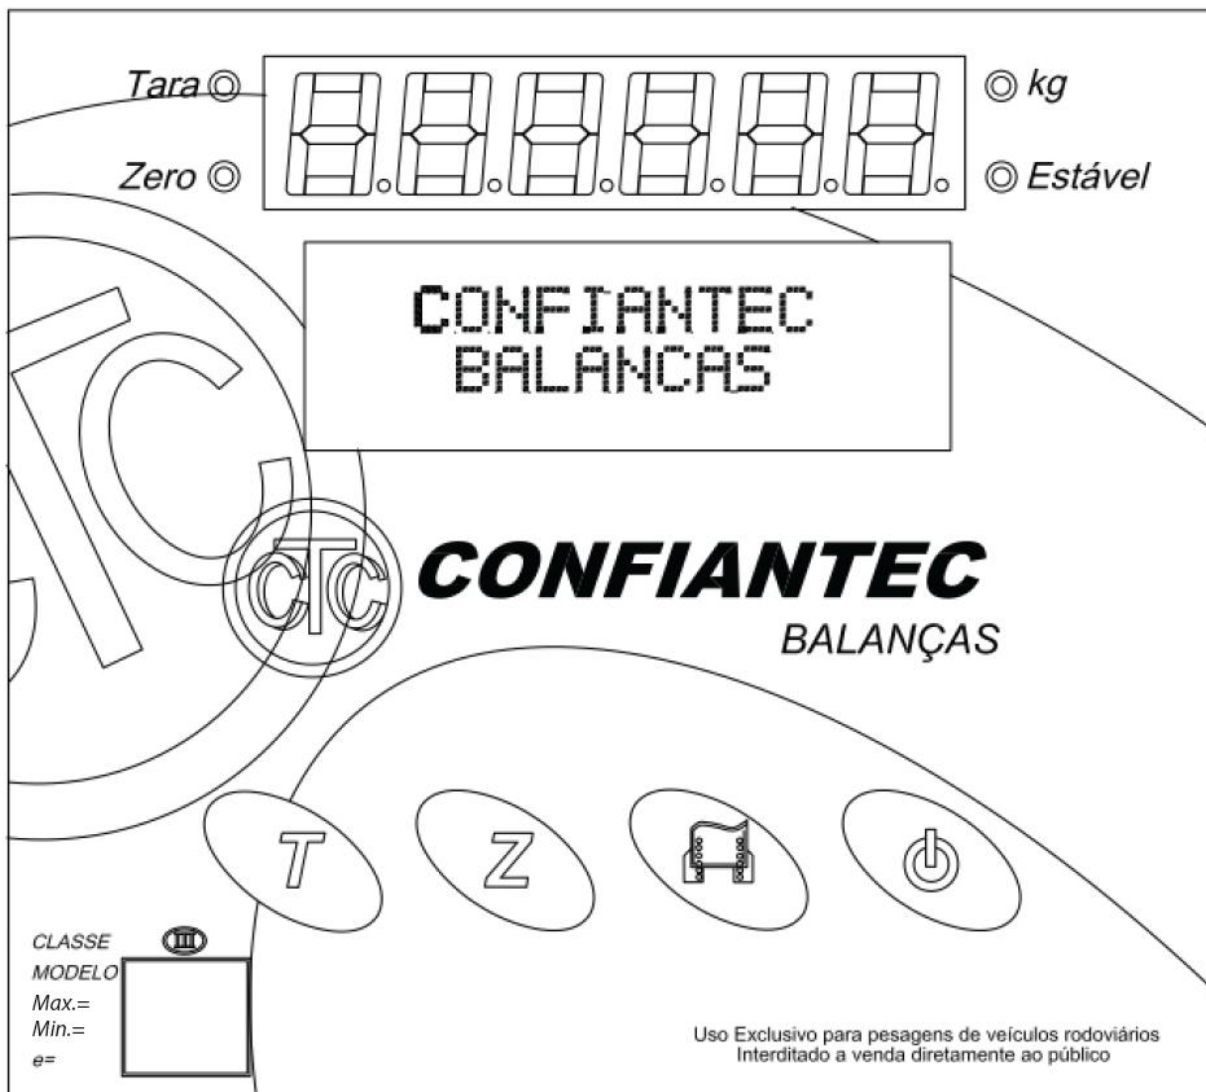 Tara
kg
Zero
Estável
CONFIANTEC
BALANCAS
CTC
CTC
CONFIANTEC
BALANÇAS
T
Z
CLASSE III
MODELO
Max.=
Min.=
e=
Uso Exclusivo para pesagens de veículos rodoviários
Interditado a venda diretamente ao público